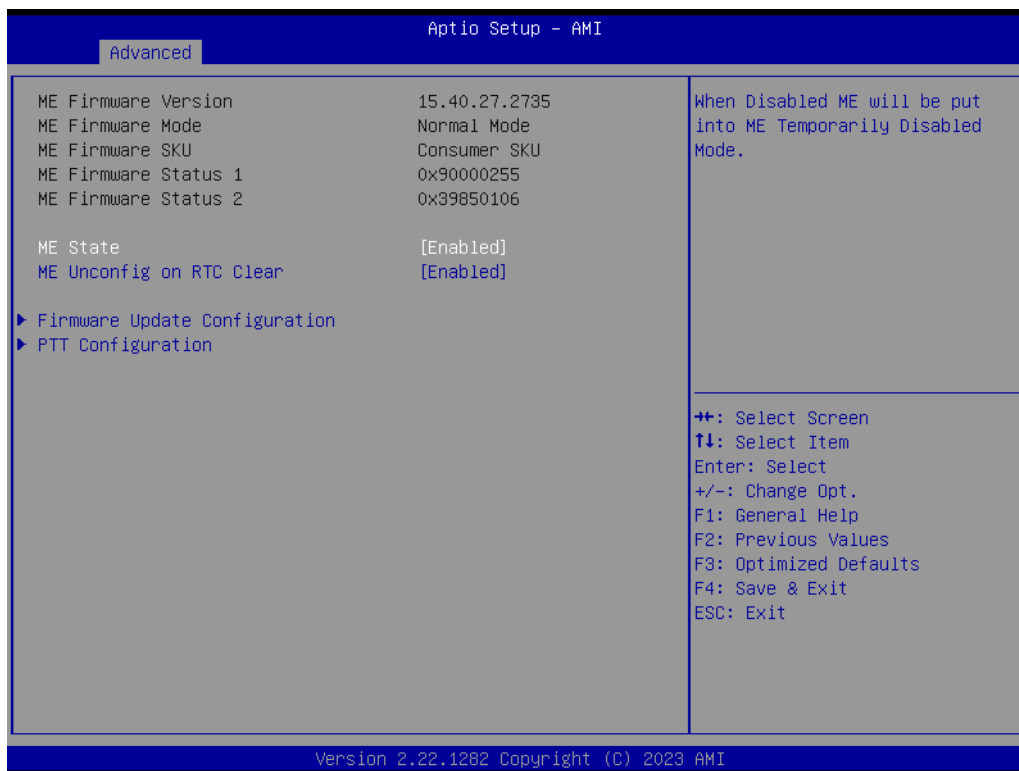 Aptio Setup – AMI
Advanced
ME Firmware Version 15.40.27.2735
ME Firmware Mode Normal Mode
ME Firmware SKU Consumer SKU
ME Firmware Status 1 0x90000255
ME Firmware Status 2 0x39850106
ME State [Enabled]
ME Unconfig on RTC Clear [Enabled]
Firmware Update Configuration
PTT Configuration
When Disabled ME will be put
into ME Temporarily Disabled
Mode.
→←: Select Screen
↑↓: Select Item
Enter: Select
+/-: Change Opt.
F1: General Help
F2: Previous Values
F3: Optimized Defaults
F4: Save & Exit
ESC: Exit
Version 2.22.1282 Copyright (C) 2023 AMI